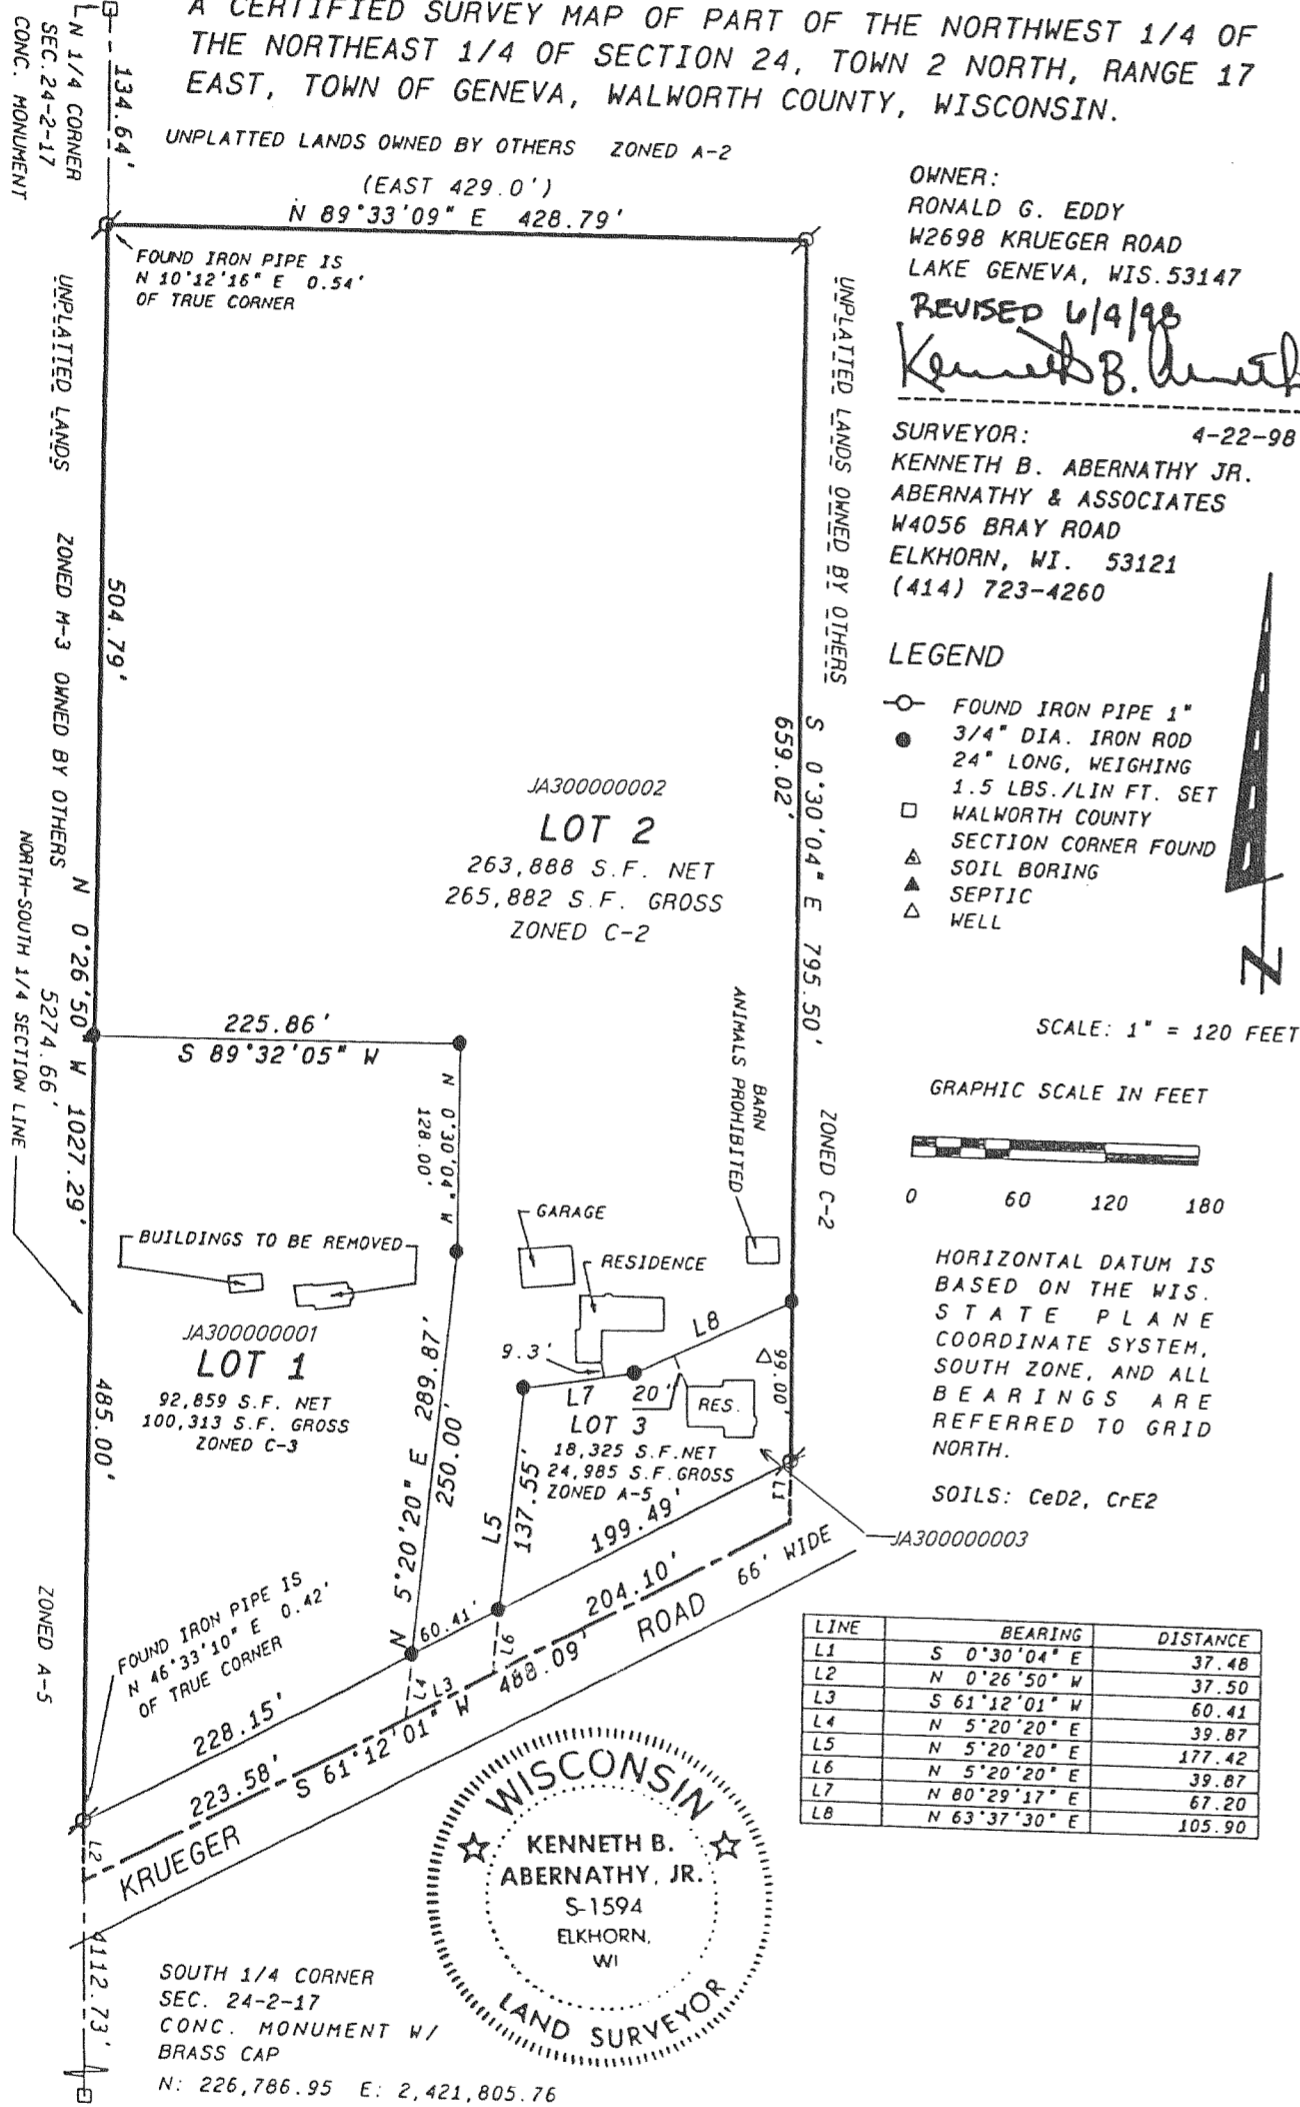 A CERTIFIED SURVEY MAP OF PART OF THE NORTHWEST 1/4 OF
THE NORTHEAST 1/4 OF SECTION 24, TOWN 2 NORTH, RANGE 17
EAST, TOWN OF GENEVA, WALWORTH COUNTY, WISCONSIN.
N 1/4 CORNER
SEC. 24-2-17
CONC. MONUMENT
134.64'
UNPLATTED LANDS OWNED BY OTHERS ZONED A-2
(EAST 429.0')
N 89°33'09" E 428.79'
FOUND IRON PIPE IS
N 10°12'16" E 0.54'
OF TRUE CORNER
OWNER:
RONALD G. EDDY
W2698 KRUEGER ROAD
LAKE GENEVA, WIS.53147
REVISED 6/9/98
Kenneth B.
SURVEYOR: 4-22-98
KENNETH B. ABERNATHY JR.
ABERNATHY & ASSOCIATES
W4056 BRAY ROAD
ELKHORN, WI. 53121
(414) 723-4260
LEGEND
FOUND IRON PIPE 1"
3/4" DIA. IRON ROD
24" LONG, WEIGHING
1.5 LBS./LIN FT. SET
WALWORTH COUNTY
SECTION CORNER FOUND
SOIL BORING
SEPTIC
WELL
N
SCALE: 1" = 120 FEET
GRAPHIC SCALE IN FEET
0 60 120 180
HORIZONTAL DATUM IS
BASED ON THE WIS.
STATE PLANE
COORDINATE SYSTEM,
SOUTH ZONE, AND ALL
BEARINGS ARE
REFERRED TO GRID
NORTH.
SOILS: CeD2, CrE2
UNPLATTED LANDS ZONED M-3 OWNED BY OTHERS
504.79'
N 0°26'50" W 1027.29'
5274.66'
NORTH-SOUTH 1/4 SECTION LINE
485.00'
ZONED A-5
UNPLATTED LANDS OWNED BY OTHERS
S 0°30'04" E 795.50'
659.02'
ZONED C-2
JA300000002
LOT 2
263,888 S.F. NET
265,882 S.F. GROSS
ZONED C-2
225.86'
S 89°32'05" W
N 0°30'04" W
128.00'
BARN
ANIMALS PROHIBITED
GARAGE
RESIDENCE
BUILDINGS TO BE REMOVED
JA300000001
LOT 1
92,859 S.F. NET
100,313 S.F. GROSS
ZONED C-3
N 5°20'20" E 289.87'
250.00'
9.3'
L8
L7
20'
RES.
99.00'
LOT 3
18,325 S.F.NET
24,985 S.F.GROSS
ZONED A-5
L5
137.55'
199.49'
L1
JA300000003
FOUND IRON PIPE IS
N 46°33'10" E 0.42'
OF TRUE CORNER
60.41'
L6
L4
L3
204.10'
228.15'
223.58'
S 61°12'01" W 488.09'
KRUEGER ROAD 66' WIDE
L2
4112.73'
LINE BEARING DISTANCE
L1 S 0°30'04" E 37.48
L2 N 0°26'50" W 37.50
L3 S 61°12'01" W 60.41
L4 N 5°20'20" E 39.87
L5 N 5°20'20" E 177.42
L6 N 5°20'20" E 39.87
L7 N 80°29'17" E 67.20
L8 N 63°37'30" E 105.90
WISCONSIN
KENNETH B.
ABERNATHY, JR.
S-1594
ELKHORN,
WI
LAND SURVEYOR
SOUTH 1/4 CORNER
SEC. 24-2-17
CONC. MONUMENT W/
BRASS CAP
N: 226,786.95 E: 2,421,805.76